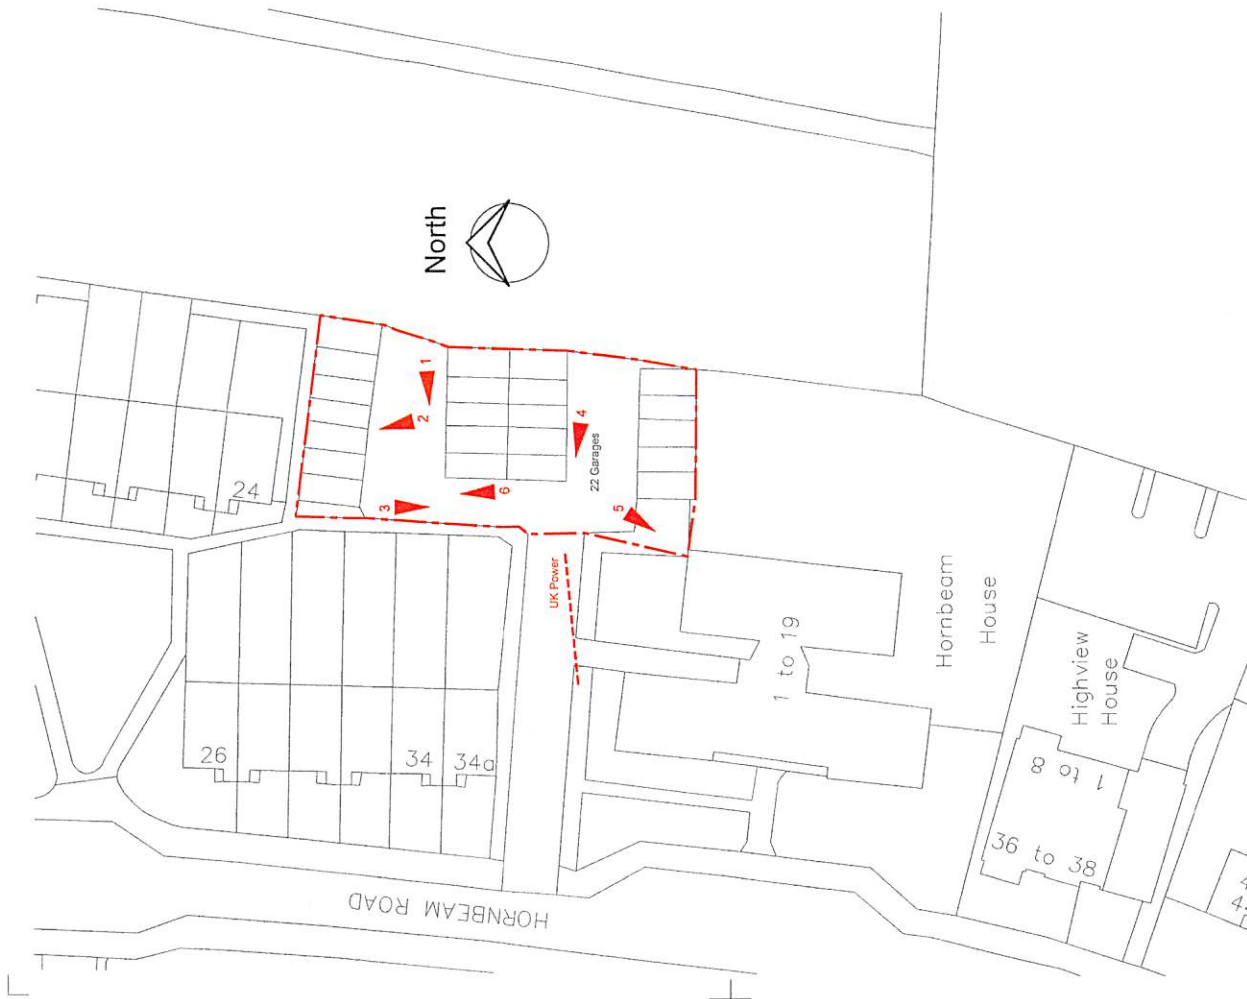 North
1
2
3
6
4
22 Garages
5
24
UK Power
26
34
34a
1 to 19
Hornbeam
House
Highview
House
1 to 8
36 to 38
HORNBEAM ROAD